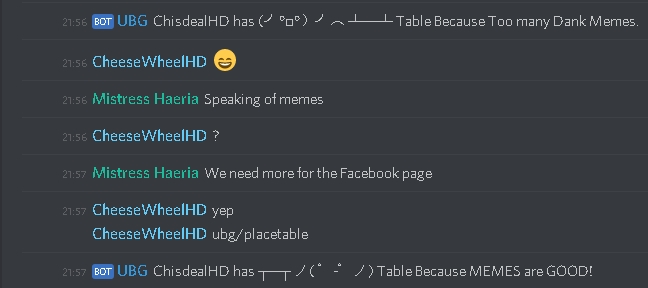 21:56 BOT UBG ChisdealHD has (╯°□°）╯︵ ┻━┻ Table Because Too many Dank Memes.
21:56 CheeseWheelHD 😄
21:56 Mistress Haeria Speaking of memes
21:56 CheeseWheelHD ?
21:57 Mistress Haeria We need more for the Facebook page
21:57 CheeseWheelHD yep
CheeseWheelHD ubg/placetable
21:57 BOT UBG ChisdealHD has ┬─┬ ノ( ゜-゜ノ) Table Because MEMES are GOOD!